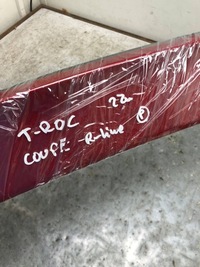 T-ROC 22
COUPE R-line R